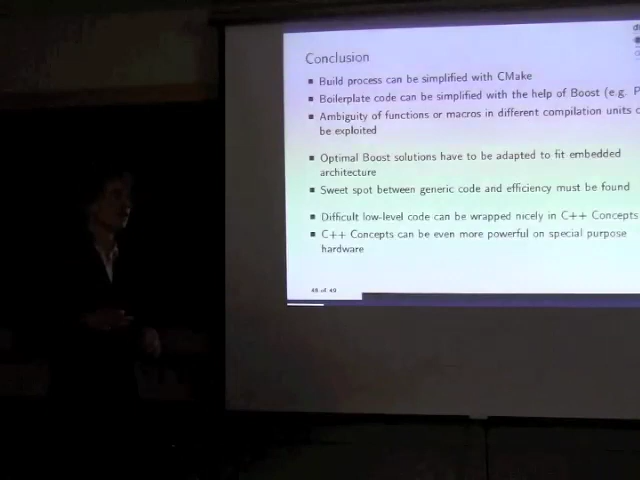 Conclusion
Build process can be simplified with CMake
Boilerplate code can be simplified with the help of Boost (e.g. P
Ambiguity of functions or macros in different compilation units c
be exploited
Optimal Boost solutions have to be adapted to fit embedded
architecture
Sweet spot between generic code and efficiency must be found
Difficult low-level code can be wrapped nicely in C++ Concepts
C++ Concepts can be even more powerful on special purpose
hardware
48 of 49